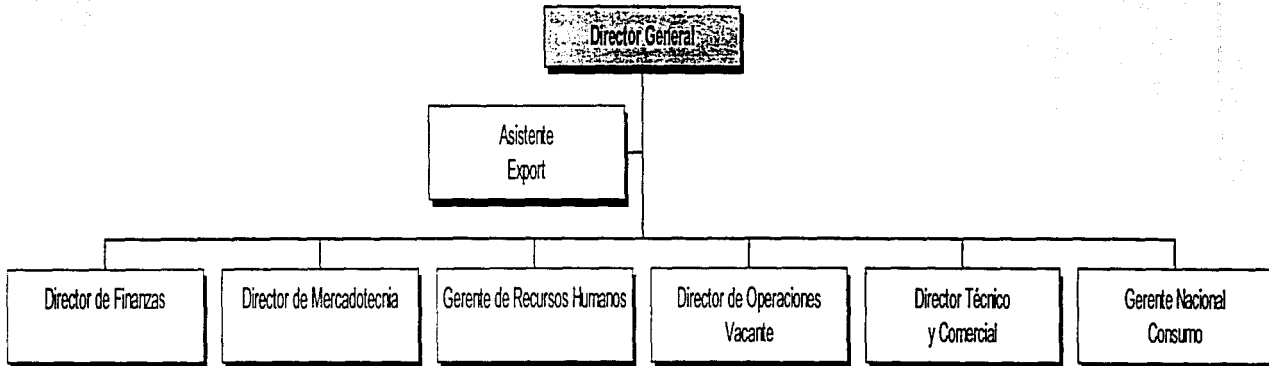 Director General
Asistente
Export
Director de Finanzas
Director de Mercadotecnia
Gerente de Recursos Humanos
Director de Operaciones
Vacante
Director Técnico
y Comercial
Gerente Nacional
Consumo